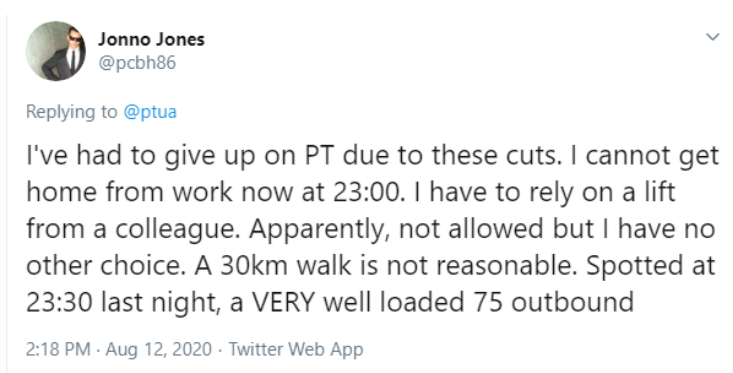 Jonno Jones
@pcbh86
Replying to @ptua
I've had to give up on PT due to these cuts. I cannot get
home from work now at 23:00. I have to rely on a lift
from a colleague. Apparently, not allowed but I have no
other choice. A 30km walk is not reasonable. Spotted at
23:30 last night, a VERY well loaded 75 outbound
2:18 PM · Aug 12, 2020 · Twitter Web App